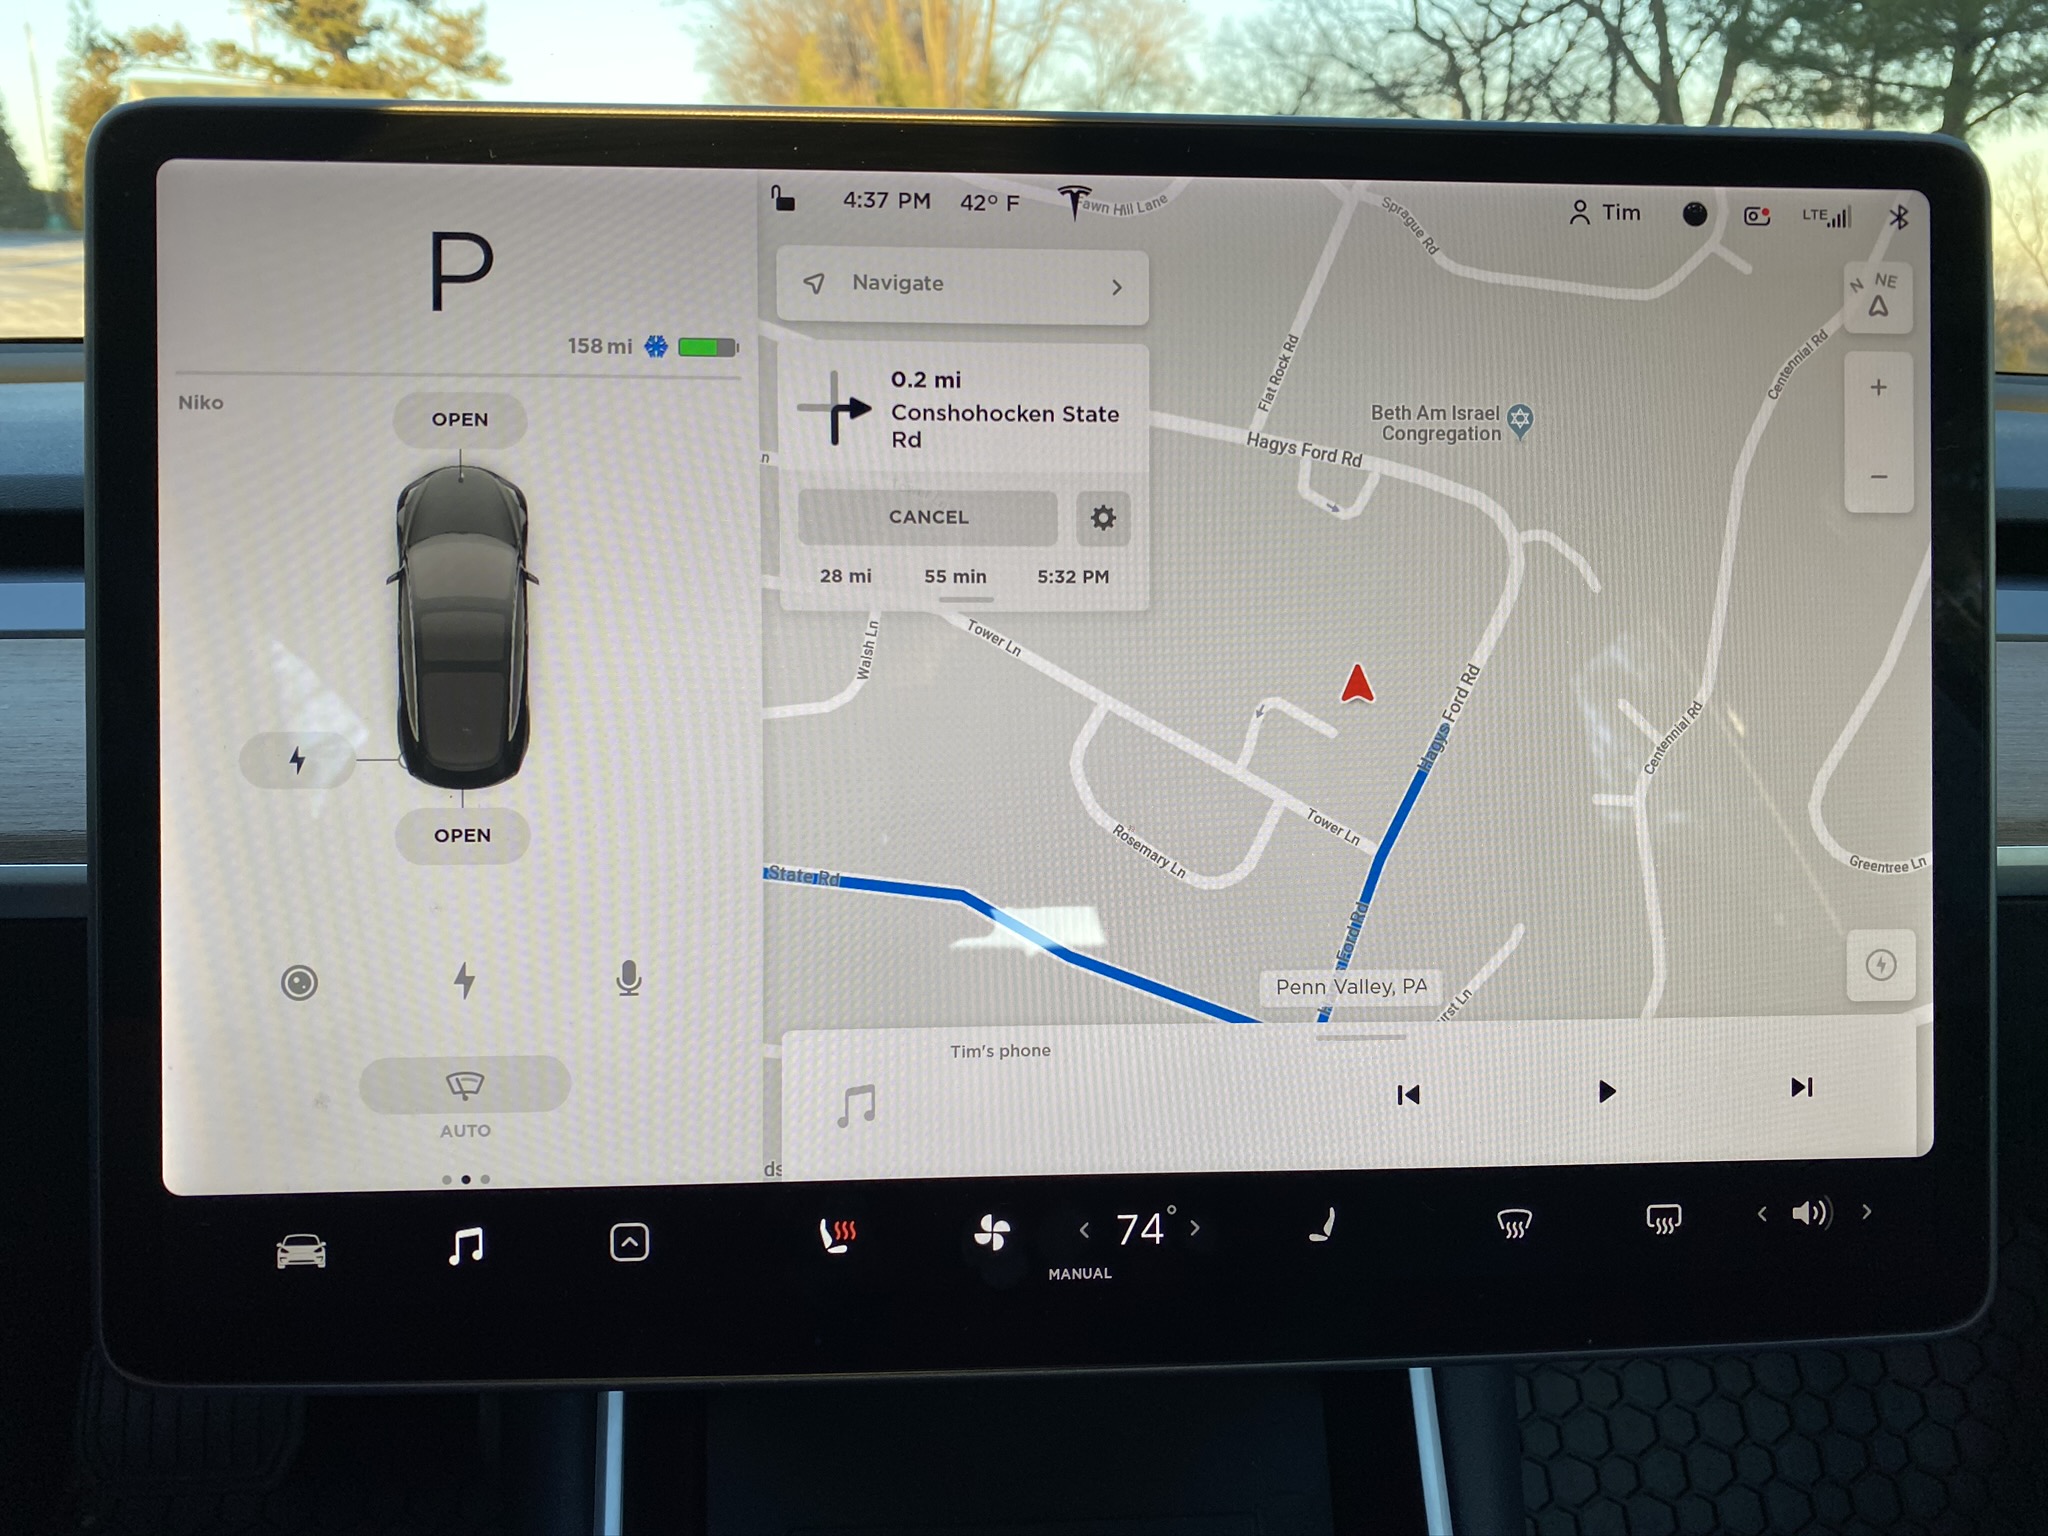 P
158 mi
Niko
OPEN
OPEN
AUTO
4:37 PM 42° F
Tim
LTE
Navigate
0.2 mi
Conshohocken State
Rd
CANCEL
28 mi 55 min 5:32 PM
Fawn Hill Lane
Sprague Rd
N NE
Flat Rock Rd
Centennial Rd
Beth Am Israel
Congregation
Hagys Ford Rd
n
Walsh Ln
Tower Ln
Hagys Ford Rd
Centennial Rd
Tower Ln
Rosemary Ln
Greentree Ln
State Rd
Ford Rd
Penn Valley, PA
urst Ln
Tim's phone
ds
74°
MANUAL